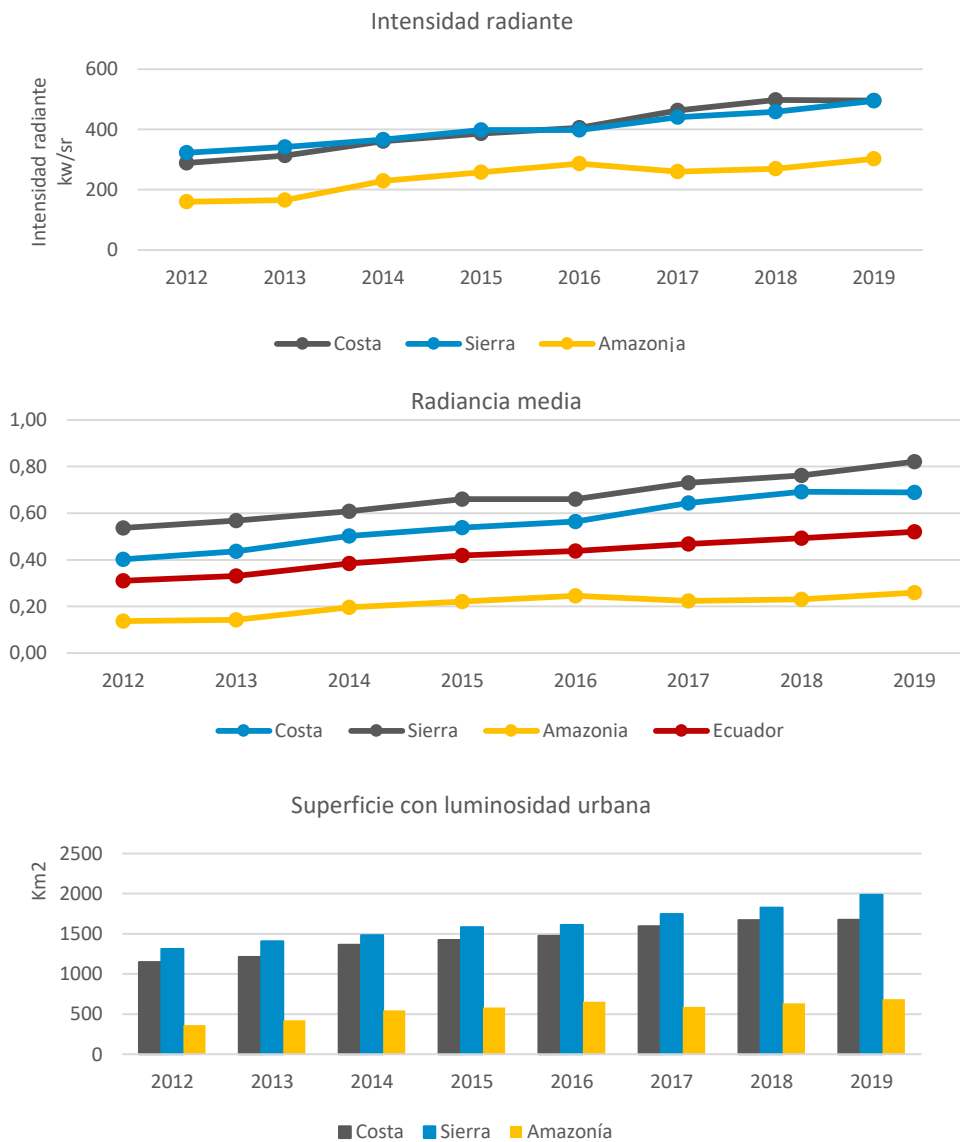 Intensidad radiante
Intensidad radiante
kw/sr
600
400
200
0
2012 2013 2014 2015 2016 2017 2018 2019
Costa Sierra Amazonía
Radiancia media
1,00
0,80
0,60
0,40
0,20
0,00
2012 2013 2014 2015 2016 2017 2018 2019
Costa Sierra Amazonia Ecuador
Superficie con luminosidad urbana
Km2
2500
2000
1500
1000
500
0
2012 2013 2014 2015 2016 2017 2018 2019
Costa Sierra Amazonía